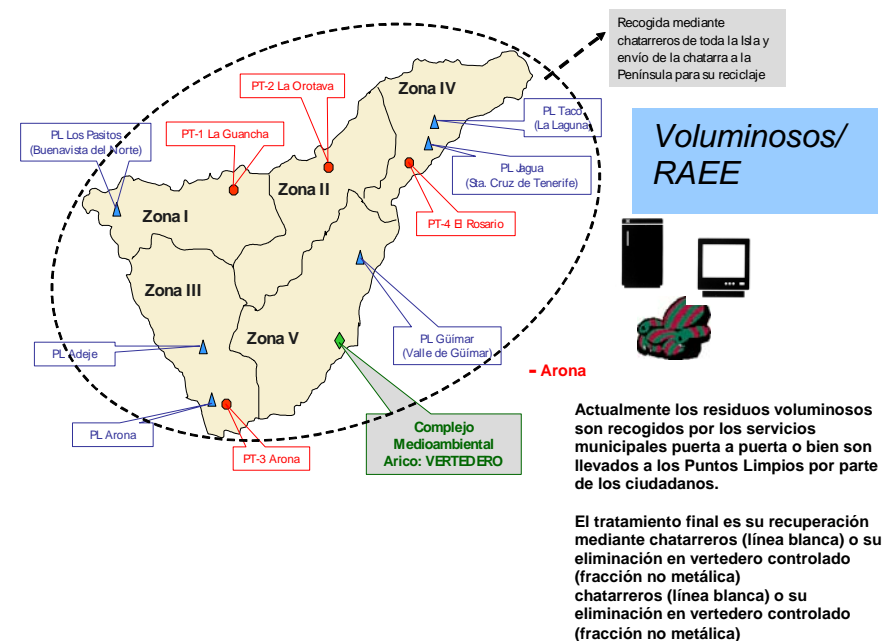 Recogida mediante
chatarreros de toda la Isla y
envío de la chatarra a la
Península para su reciclaje
Zona IV
PT-2 La Orotava
PL Taco
(La Laguna)
PT-1 La Guancha
PL Los Pasitos
(Buenavista del Norte)
Voluminosos/
RAEE
PL Jagua
(Sta. Cruz de Tenerife)
Zona II
Zona I
PT-4 El Rosario
Zona III
Zona V
PL Güímar
(Valle de Güímar)
PL Adeje
- Arona
PL Arona
PT-3 Arona
Complejo
Medioambiental
Arico: VERTEDERO
Actualmente los residuos voluminosos
son recogidos por los servicios
municipales puerta a puerta o bien son
llevados a los Puntos Limpios por parte
de los ciudadanos.
El tratamiento final es su recuperación
mediante chatarreros (línea blanca) o su
eliminación en vertedero controlado
(fracción no metálica)
chatarreros (línea blanca) o su
eliminación en vertedero controlado
(fracción no metálica)